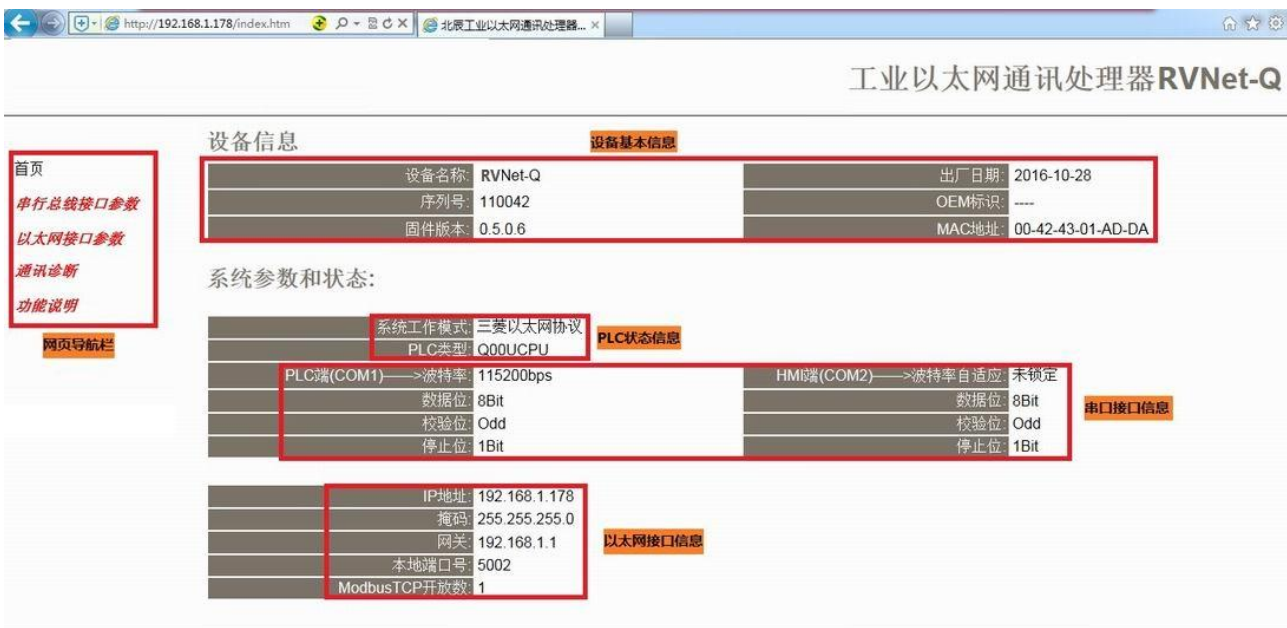 http://192.168.1.178/index.htm
北辰工业以太网通讯处理器...
工业以太网通讯处理器RVNet-Q
首页
串行总线接口参数
以太网接口参数
通讯诊断
功能说明
网页导航栏
设备信息 设备基本信息
设备名称: RVNet-Q 出厂日期: 2016-10-28
序列号: 110042 OEM标识: ----
固件版本: 0.5.0.6 MAC地址: 00-42-43-01-AD-DA
系统参数和状态:
系统工作模式: 三菱以太网协议
PLC类型: Q00UCPU
PLC状态信息
PLC端(COM1)——>波特率: 115200bps HMI端(COM2)——>波特率自适应: 未锁定
数据位: 8Bit 数据位: 8Bit
校验位: Odd 校验位: Odd
停止位: 1Bit 停止位: 1Bit
串口接口信息
IP地址: 192.168.1.178
掩码: 255.255.255.0
网关: 192.168.1.1
本地端口号: 5002
ModbusTCP开放数: 1
以太网接口信息